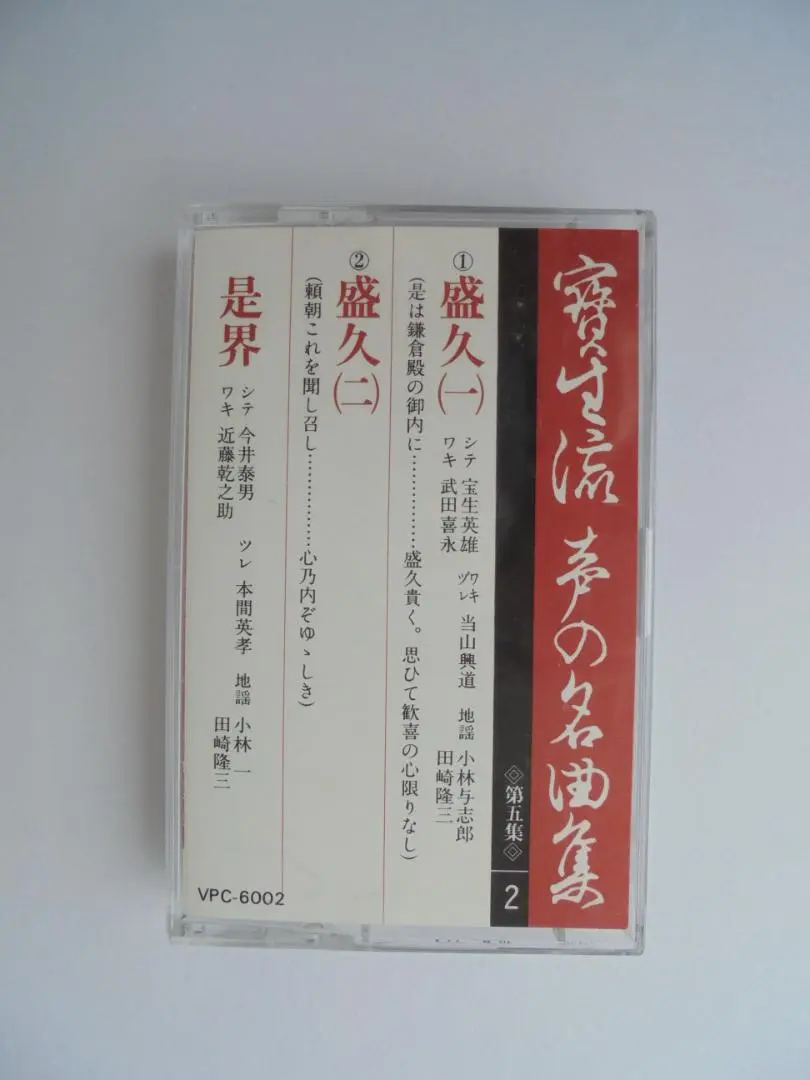 寶生流 声の名曲集
◇第五集◇
2
① 盛久(一)
シテ 宝生英雄 ワキヅレ 当山興道 地謡 小林与志郎
ワキ 武田喜永 田崎隆三
(是は鎌倉殿の御内に………………盛久貴く。思ひて歓喜の心限りなし)
② 盛久(二)
(頼朝これを聞し召し………………心乃内ぞゆゝしき)
是界
シテ 今井泰男 ツレ 本間英孝 地謡 小林一
ワキ 近藤乾之助 田崎隆三
VPC-6002